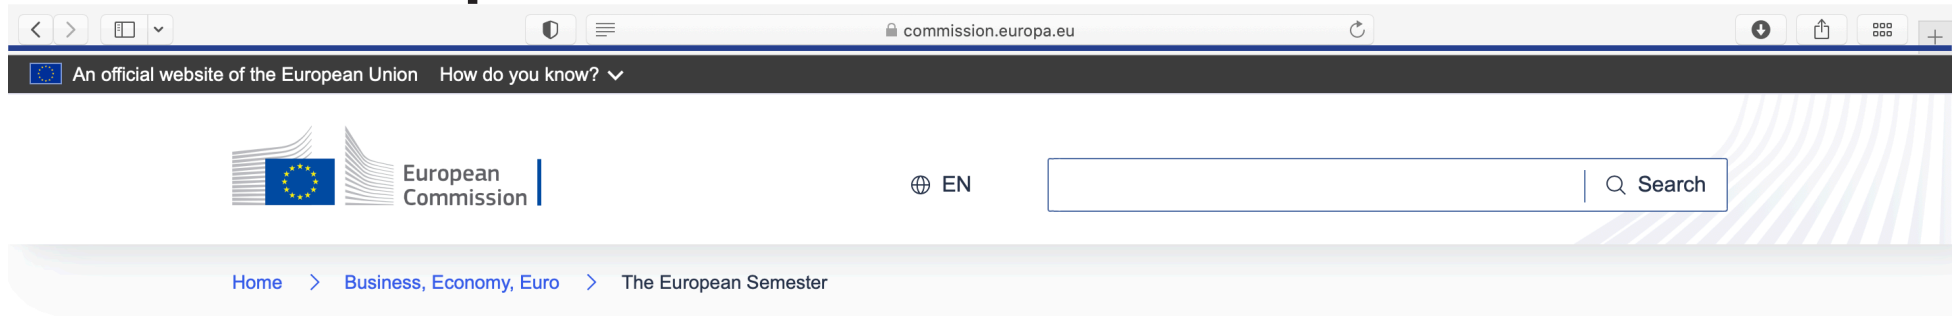 commission.europa.eu
An official website of the European Union How do you know?
European
Commission
EN
Search
Home > Business, Economy, Euro > The European Semester